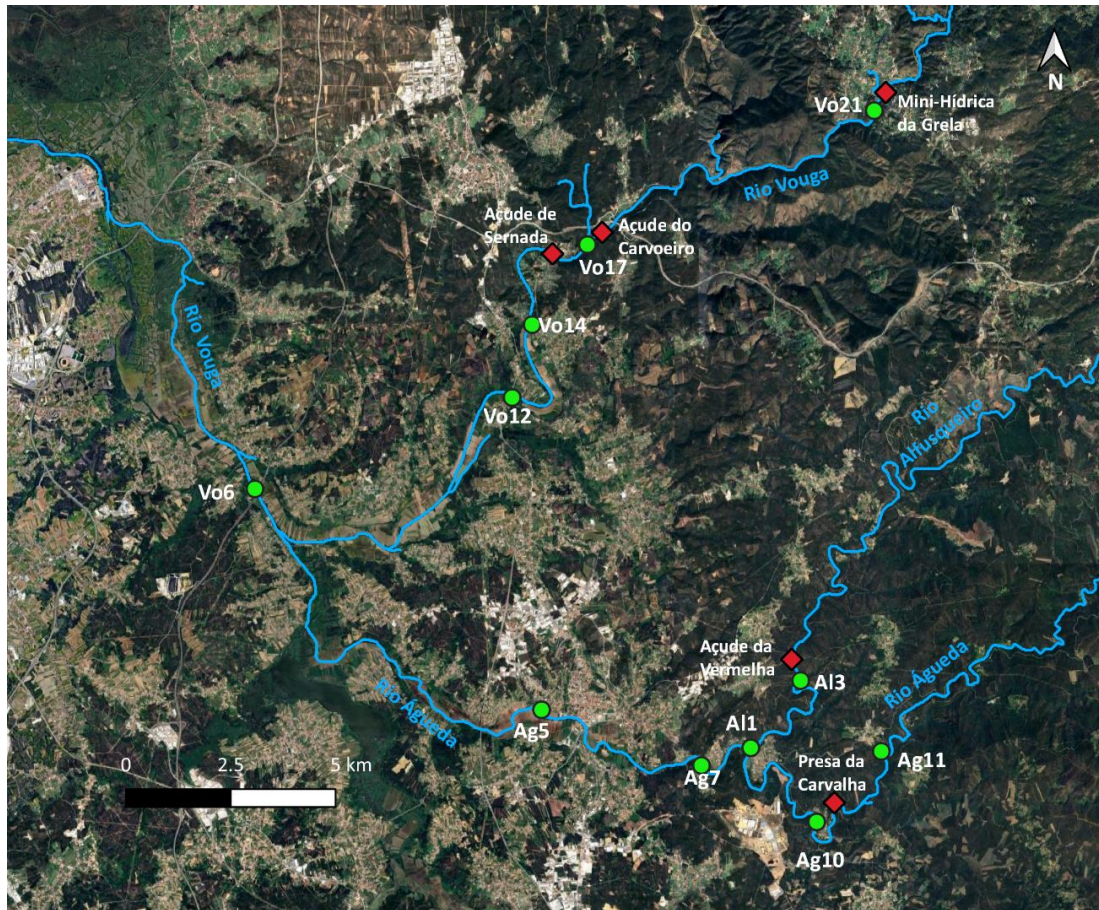 N
Vo21
Mini-Hídrica
da Grela
Rio Vouga
Açude de
Sernada
Açude do
Carvoeiro
Vo17
Vo14
Rio Vouga
Vo12
Rio
Alfusqueiro
Vo6
Açude da
Vermelha
Al3
Rio Águeda
Rio Águeda
Ag5
Al1
Ag7
Presa da
Carvalha
Ag11
0 2.5 5 km
Ag10